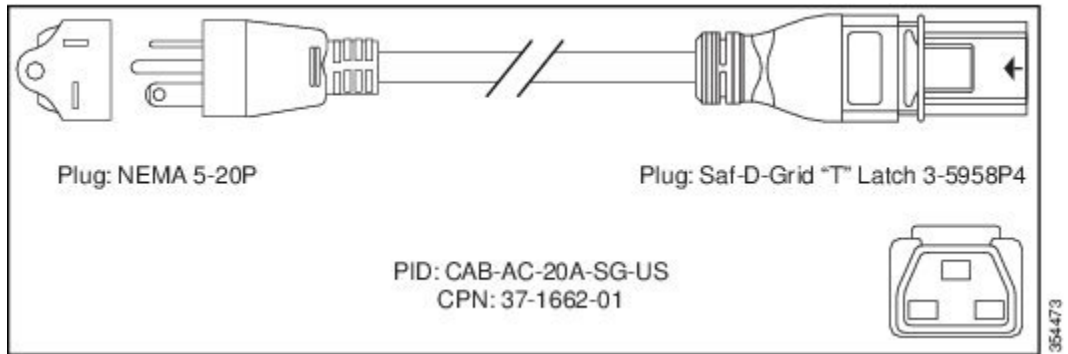 Plug: NEMA 5-20P
Plug: Saf-D-Grid “T” Latch 3-5958P4
PID: CAB-AC-20A-SG-US
CPN: 37-1662-01
354473